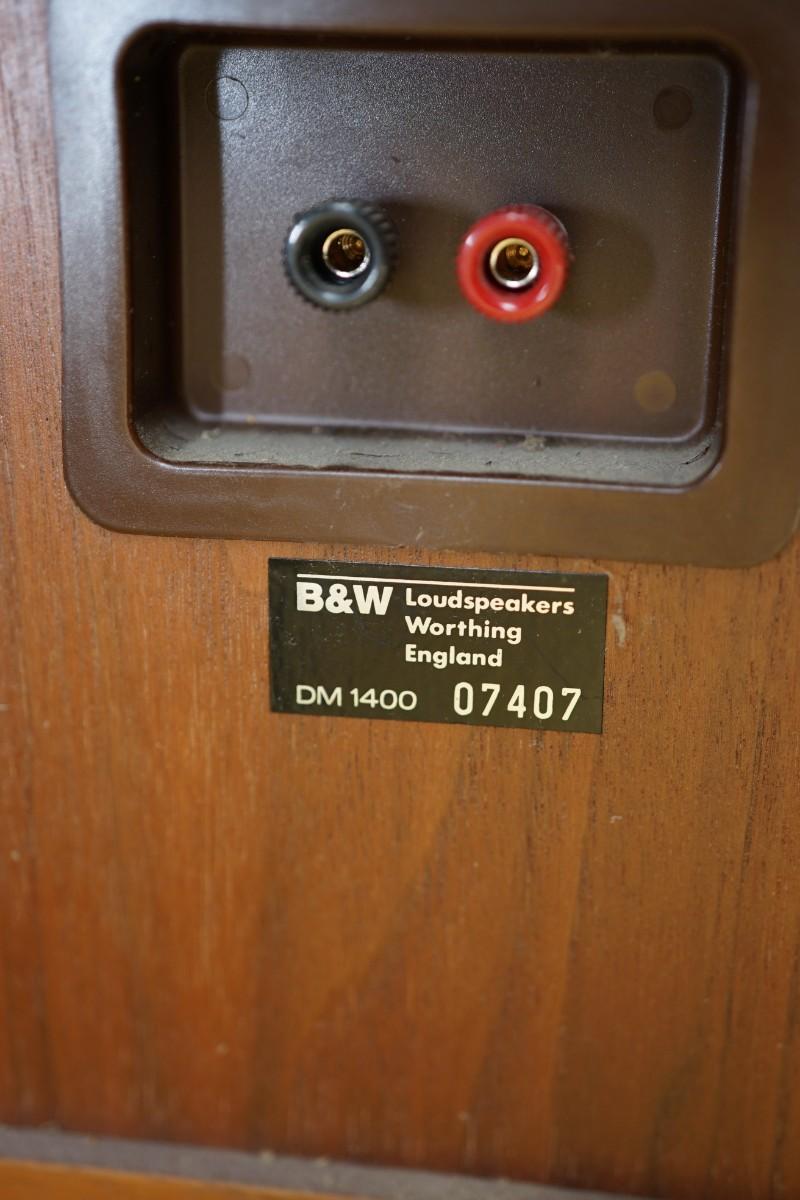 B&W Loudspeakers
Worthing
England
DM 1400 07407